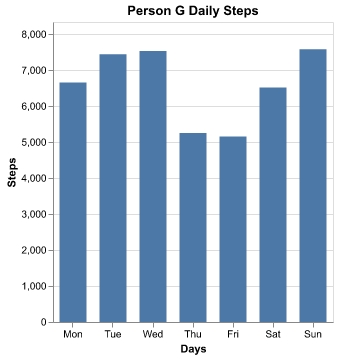 Person G Daily Steps
8,000
7,000
6,000
5,000
4,000
3,000
2,000
1,000
0
Steps
Mon Tue Wed Thu Fri Sat Sun
Days